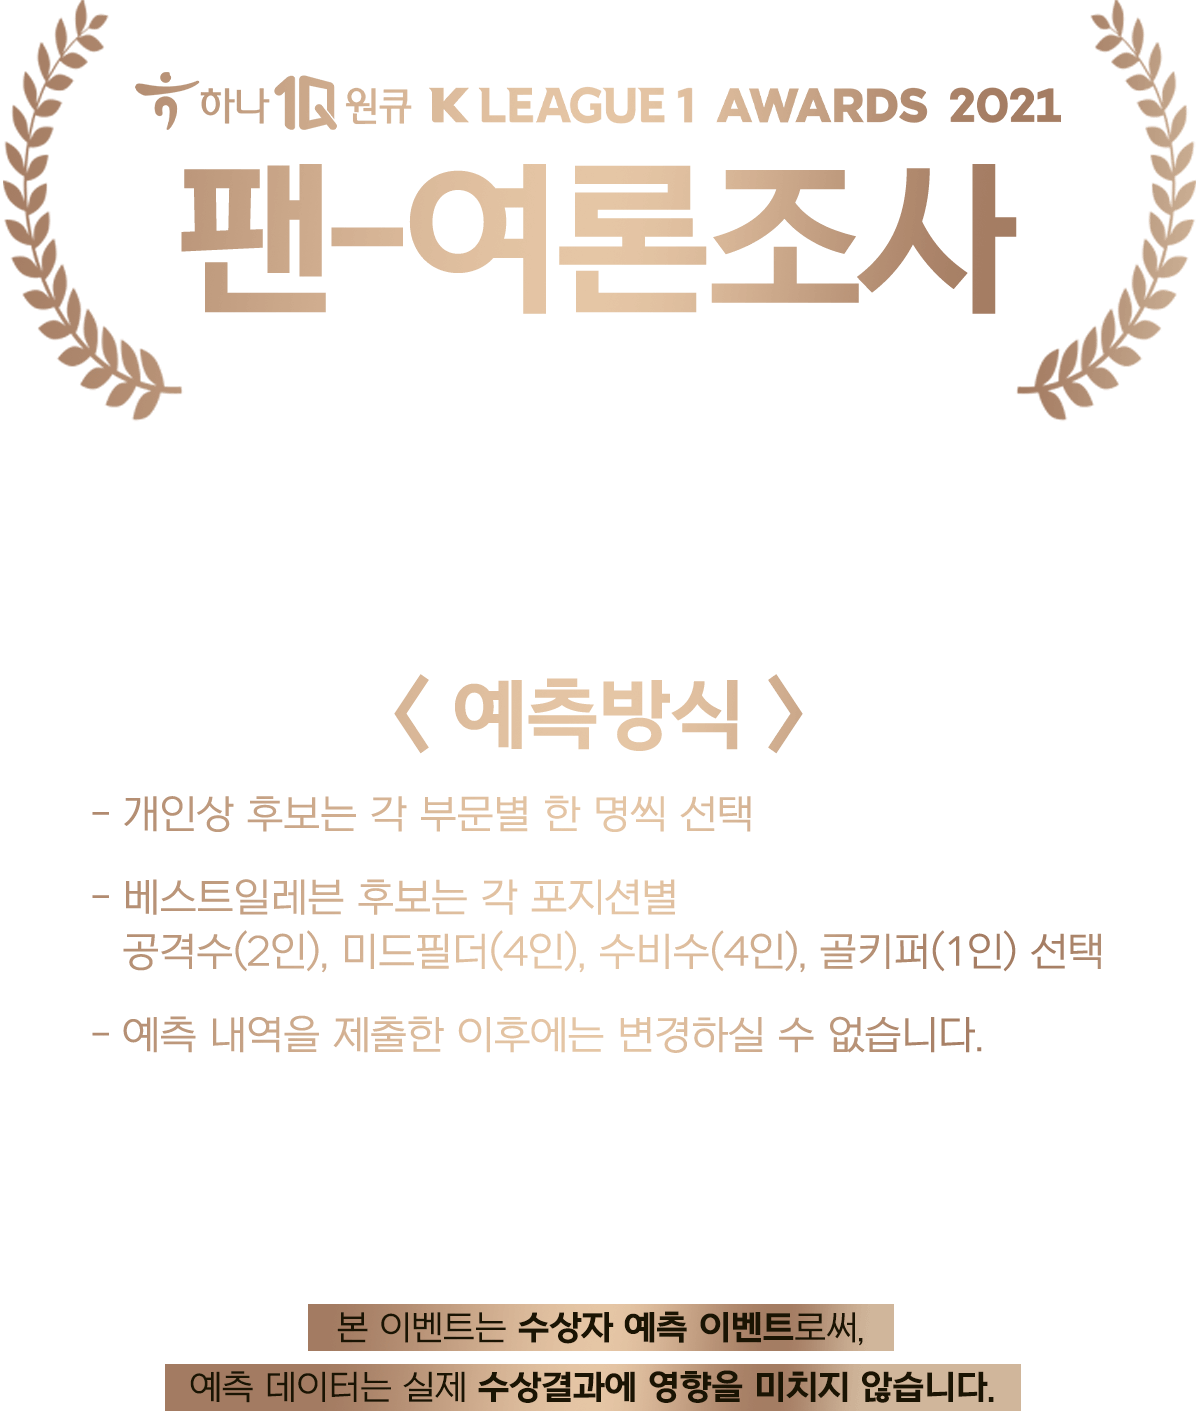 하나1Q원큐 K LEAGUE 1 AWARDS 2021
팬-여론조사
〈 예측방식 〉
- 개인상 후보는 각 부문별 한 명씩 선택
- 베스트일레븐 후보는 각 포지션별
공격수(2인), 미드필더(4인), 수비수(4인), 골키퍼(1인) 선택
- 예측 내역을 제출한 이후에는 변경하실 수 없습니다.
본 이벤트는 수상자 예측 이벤트로써,
예측 데이터는 실제 수상결과에 영향을 미치지 않습니다.